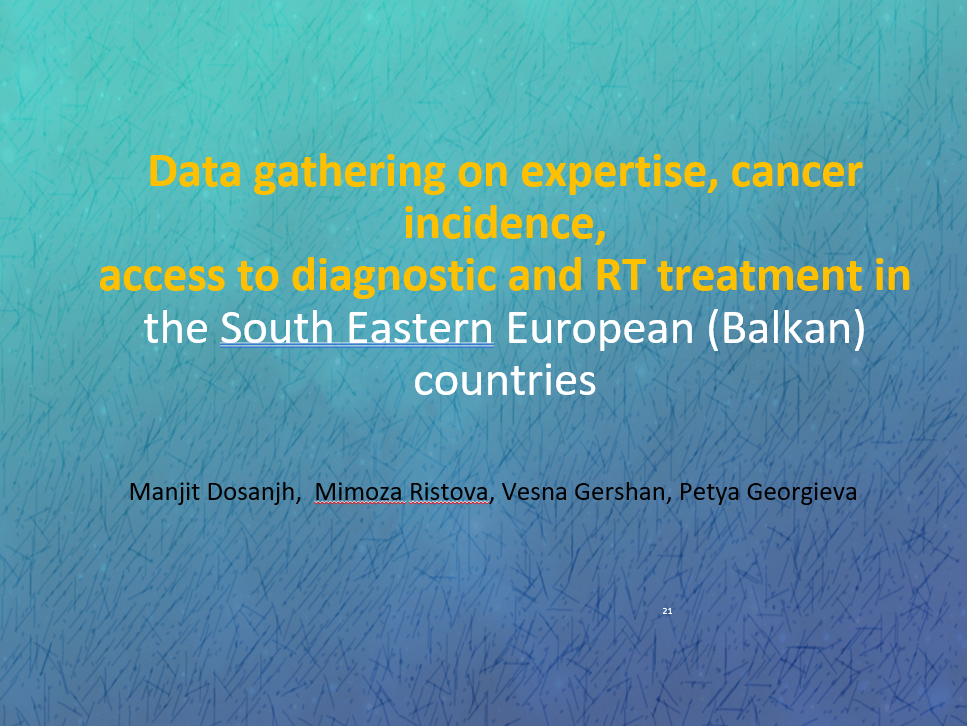 Data gathering on expertise, cancer
incidence,
access to diagnostic and RT treatment in
the South Eastern European (Balkan)
countries
Manjit Dosanjh, Mimoza Ristova, Vesna Gershan, Petya Georgieva
21